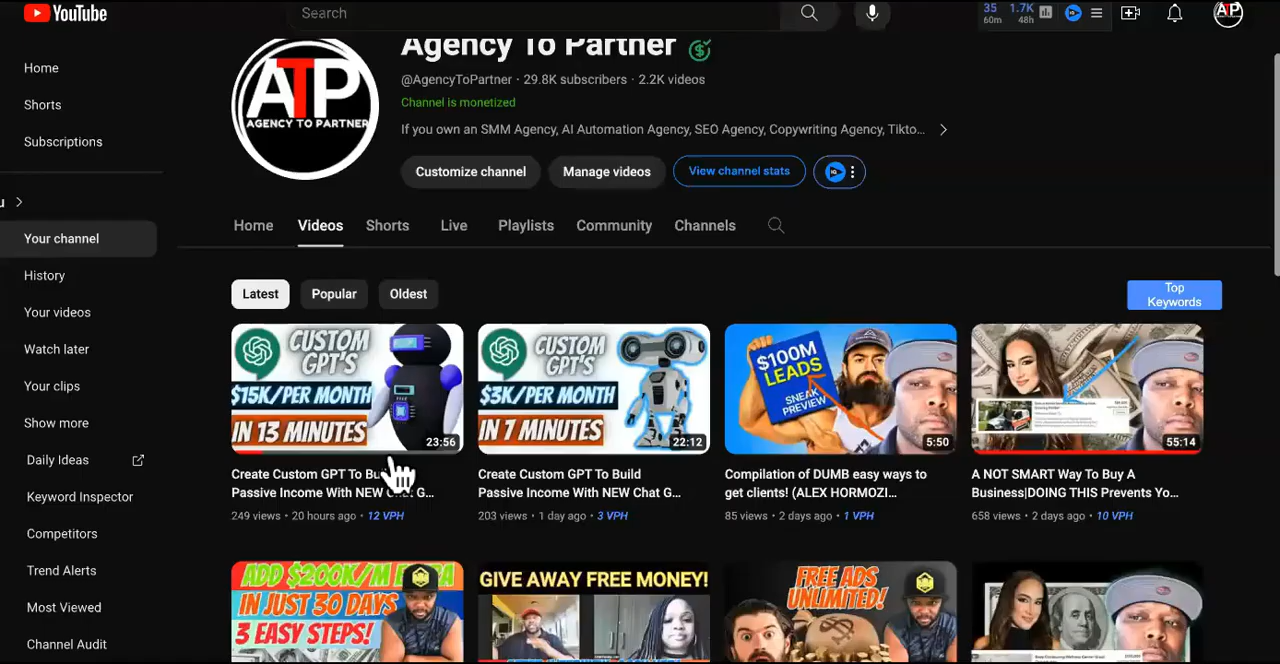 YouTube
Search
35
60m
1.7K
48h
ATP
Home
Shorts
Subscriptions
Your channel
History
Your videos
Watch later
Your clips
Show more
Daily Ideas
Keyword Inspector
Competitors
Trend Alerts
Most Viewed
Channel Audit
ATP
AGENCY TO PARTNER
Agency To Partner
@AgencyToPartner · 29.8K subscribers · 2.2K videos
Channel is monetized
If you own an SMM Agency, AI Automation Agency, SEO Agency, Copywriting Agency, Tikto...
Customize channel
Manage videos
View channel stats
Home
Videos
Shorts
Live
Playlists
Community
Channels
Latest
Popular
Oldest
Top
Keywords
CUSTOM
GPT'S
$15K/PER MONTH
IN 13 MINUTES
23:56
Create Custom GPT To Bu
Passive Income With NEW G...
249 views · 20 hours ago · 12 VPH
CUSTOM
GPT'S
$3K/PER MONTH
IN 7 MINUTES
22:12
Create Custom GPT To Build
Passive Income With NEW Chat G...
203 views · 1 day ago · 3 VPH
$100M
LEADS
SNEAK
PREVIEW
5:50
Compilation of DUMB easy ways to
get clients! (ALEX HORMOZI...
85 views · 2 days ago · 1 VPH
55:14
A NOT SMART Way To Buy A
Business|DOING THIS Prevents Yo...
658 views · 2 days ago · 10 VPH
ADD $200K/M EXTRA
IN JUST 30 DAYS
3 EASY STEPS!
GIVE AWAY FREE MONEY!
FREE ADS
UNLIMITED!